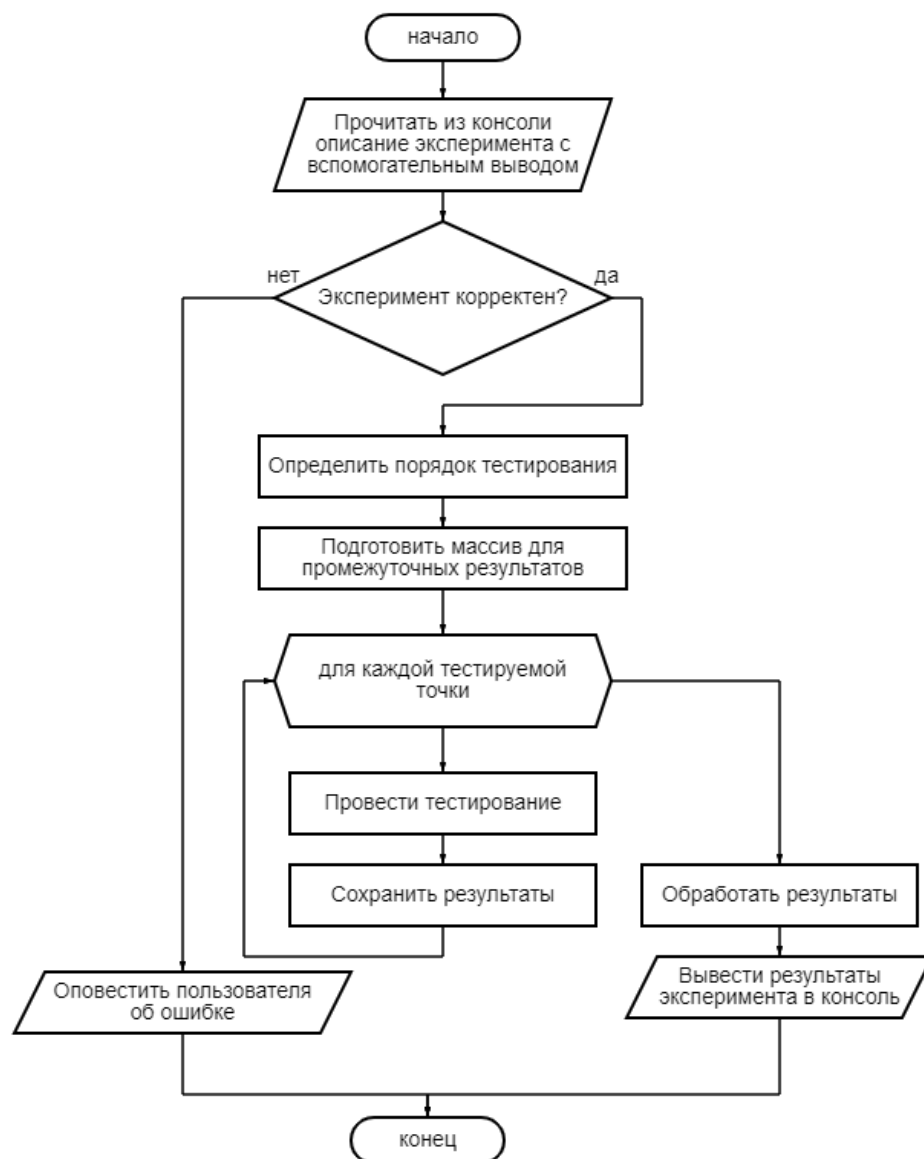 начало
Прочитать из консоли
описание эксперимента с
вспомогательным выводом
нет
да
Эксперимент корректен?
Определить порядок тестирования
Подготовить массив для
промежуточных результатов
для каждой тестируемой
точки
Провести тестирование
Сохранить результаты
Обработать результаты
Оповестить пользователя
об ошибке
Вывести результаты
эксперимента в консоль
конец